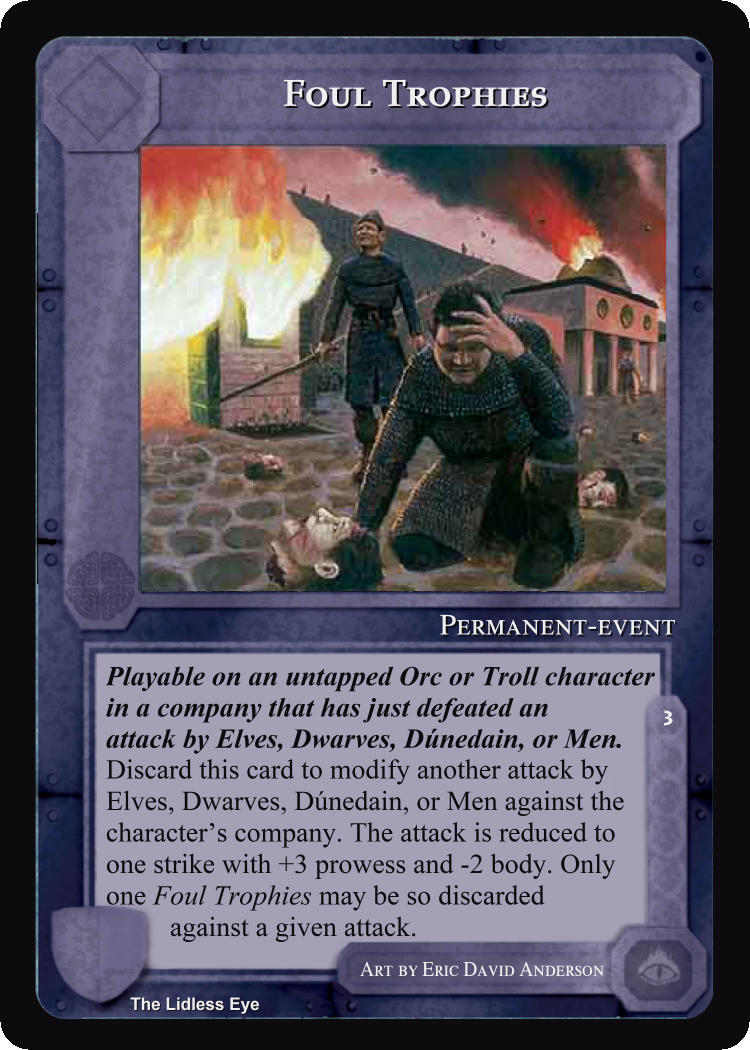 Foul Trophies
Permanent-event
Playable on an untapped Orc or Troll character
in a company that has just defeated an
attack by Elves, Dwarves, Dúnedain, or Men.
Discard this card to modify another attack by
Elves, Dwarves, Dúnedain, or Men against the
character’s company. The attack is reduced to
one strike with +3 prowess and -2 body. Only
one Foul Trophies may be so discarded
against a given attack.
3
Art by Eric David Anderson
The Lidless Eye